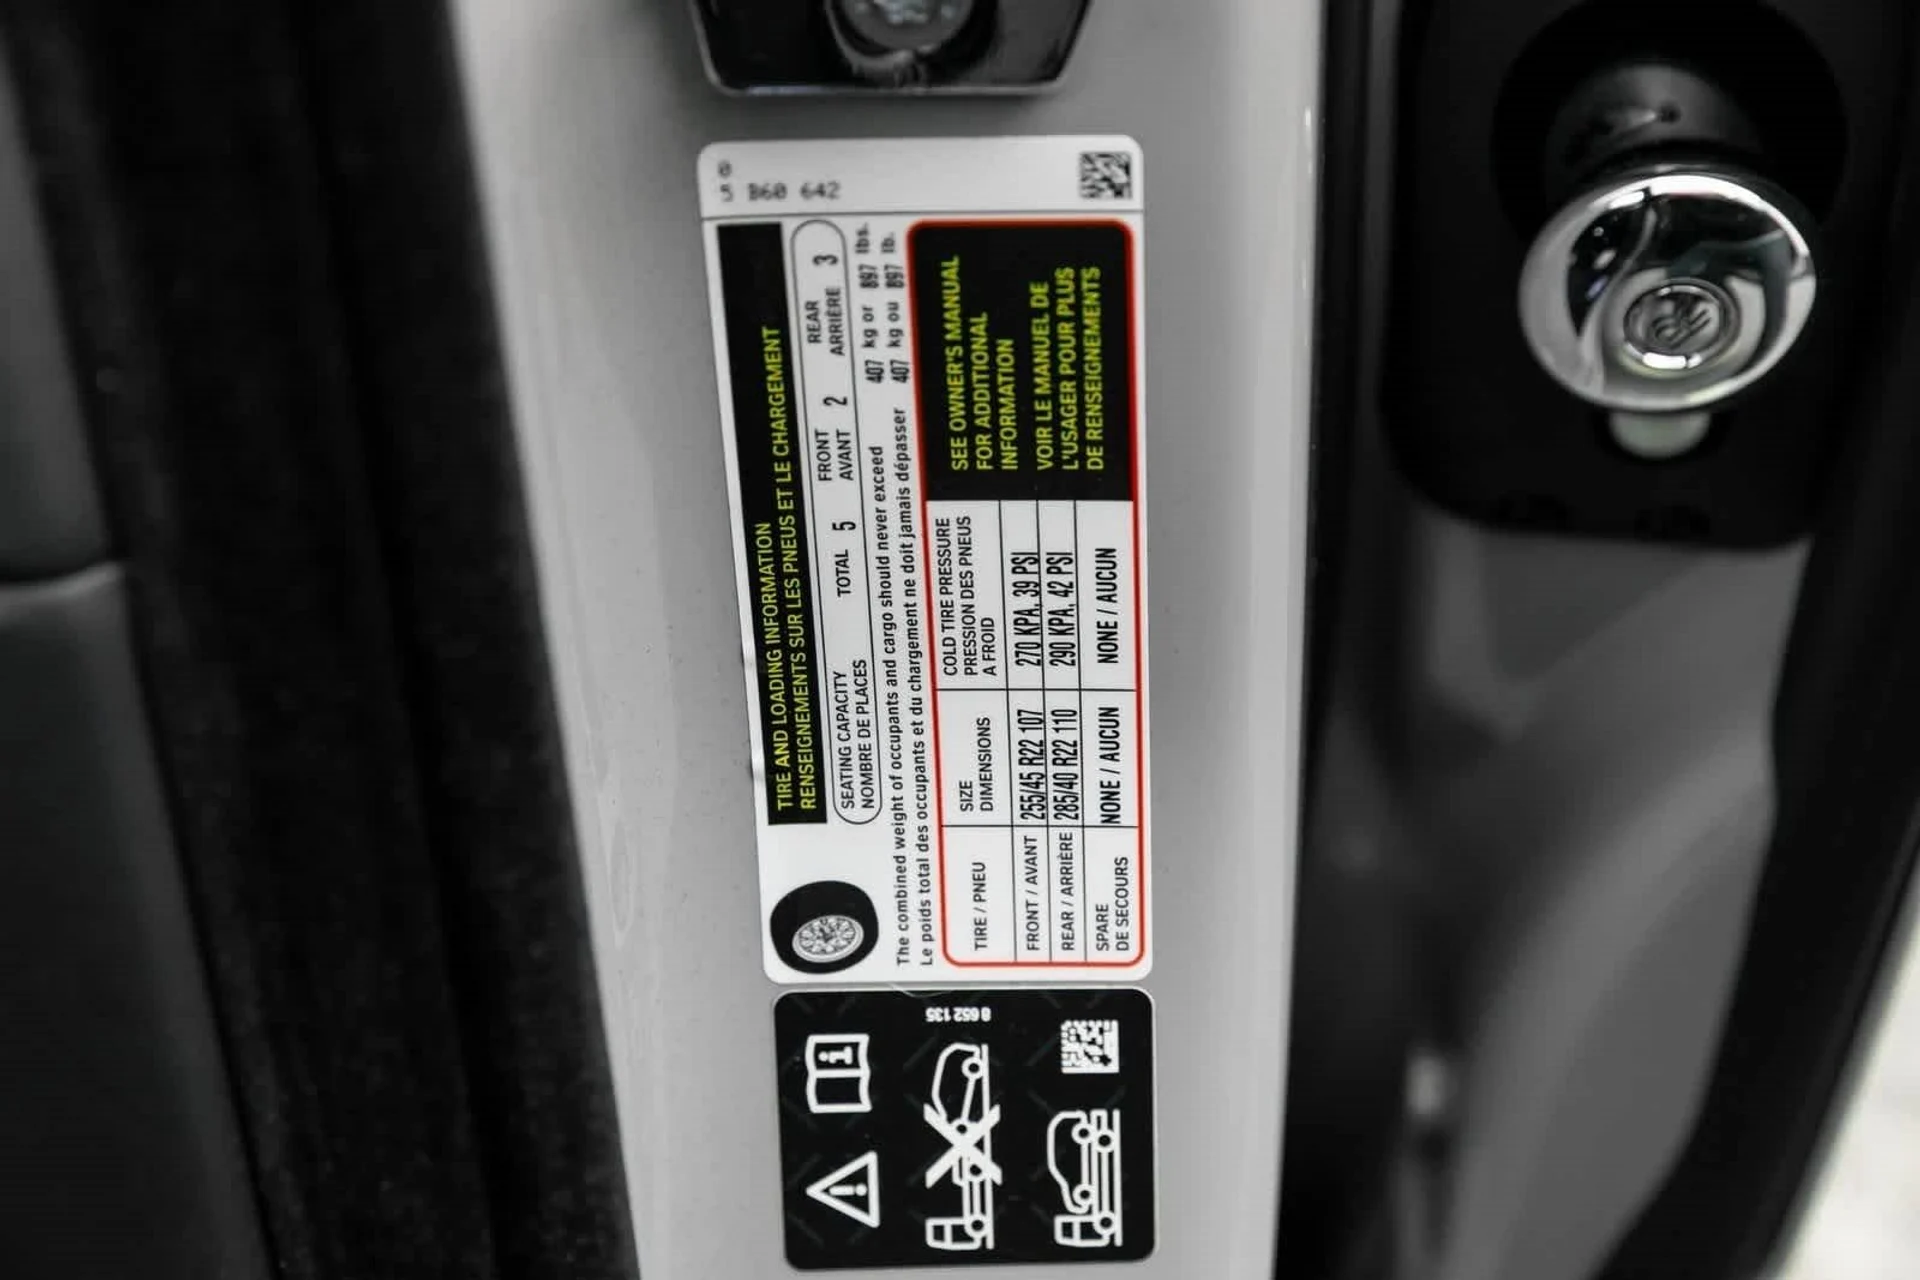 0
5 B60 642
TIRE AND LOADING INFORMATION
RENSEIGNEMENTS SUR LES PNEUS ET LE CHARGEMENT
SEATING CAPACITY TOTAL 5 FRONT 2 REAR 3
NOMBRE DE PLACES AVANT ARRIÈRE
The combined weight of occupants and cargo should never exceed 407 kg or 897 lbs.
Le poids total des occupants et du chargement ne doit jamais dépasser 407 kg ou 897 lb.
TIRE / PNEU
SIZE
DIMENSIONS
COLD TIRE PRESSURE
PRESSION DES PNEUS
A FROID
FRONT / AVANT 255/45 R22 107 270 KPA, 39 PSI
REAR / ARRIÈRE 285/40 R22 110 290 KPA, 42 PSI
SPARE
DE SECOURS
NONE / AUCUN NONE / AUCUN
SEE OWNER'S MANUAL
FOR ADDITIONAL
INFORMATION
VOIR LE MANUEL DE
L'USAGER POUR PLUS
DE RENSEIGNEMENTS
8 652 135